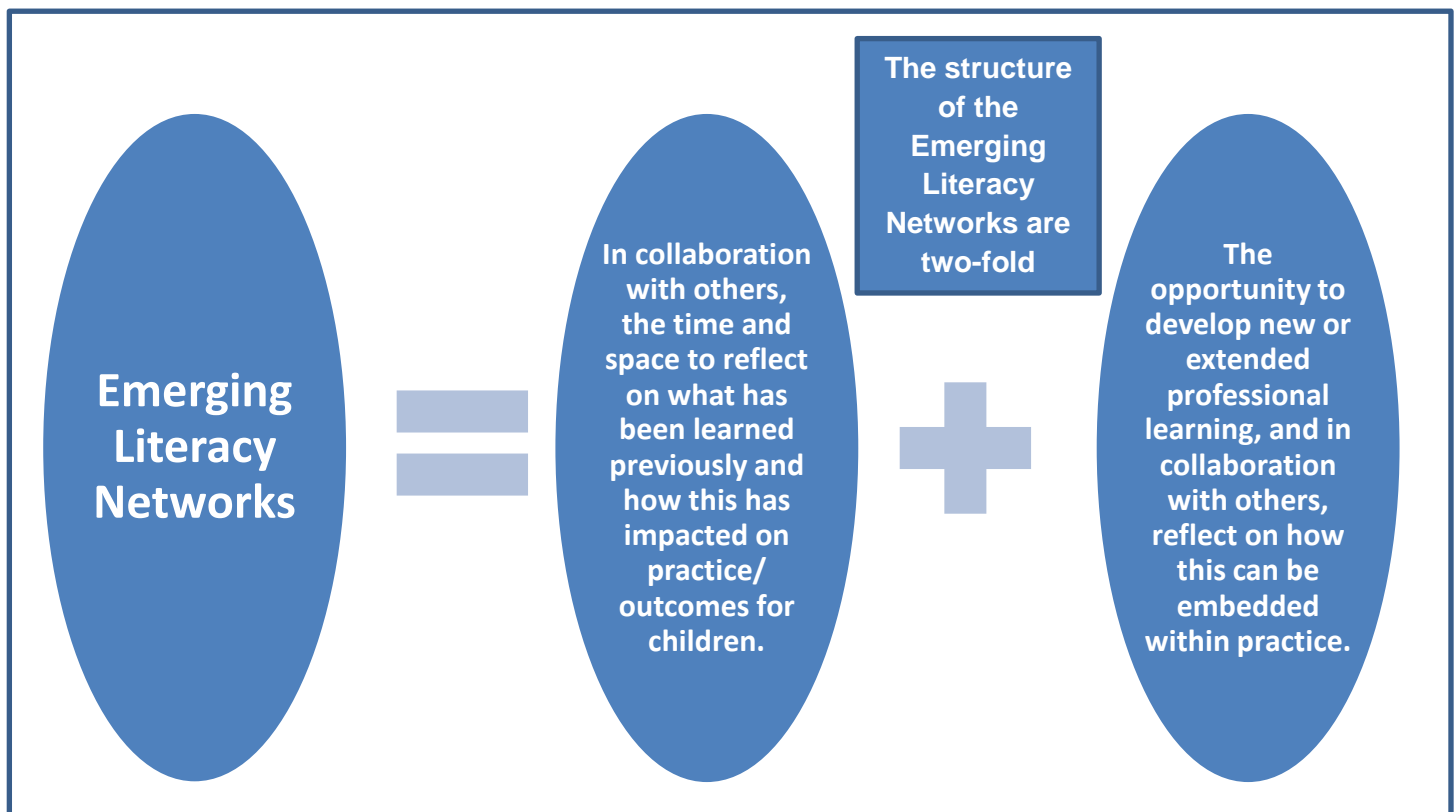 The structure
of the
Emerging
Literacy
Networks are
two-fold
Emerging
Literacy
Networks
In collaboration
with others,
the time and
space to reflect
on what has
been learned
previously and
how this has
impacted on
practice/
outcomes for
children.
The
opportunity to
develop new or
extended
professional
learning, and in
collaboration
with others,
reflect on how
this can be
embedded
within practice.